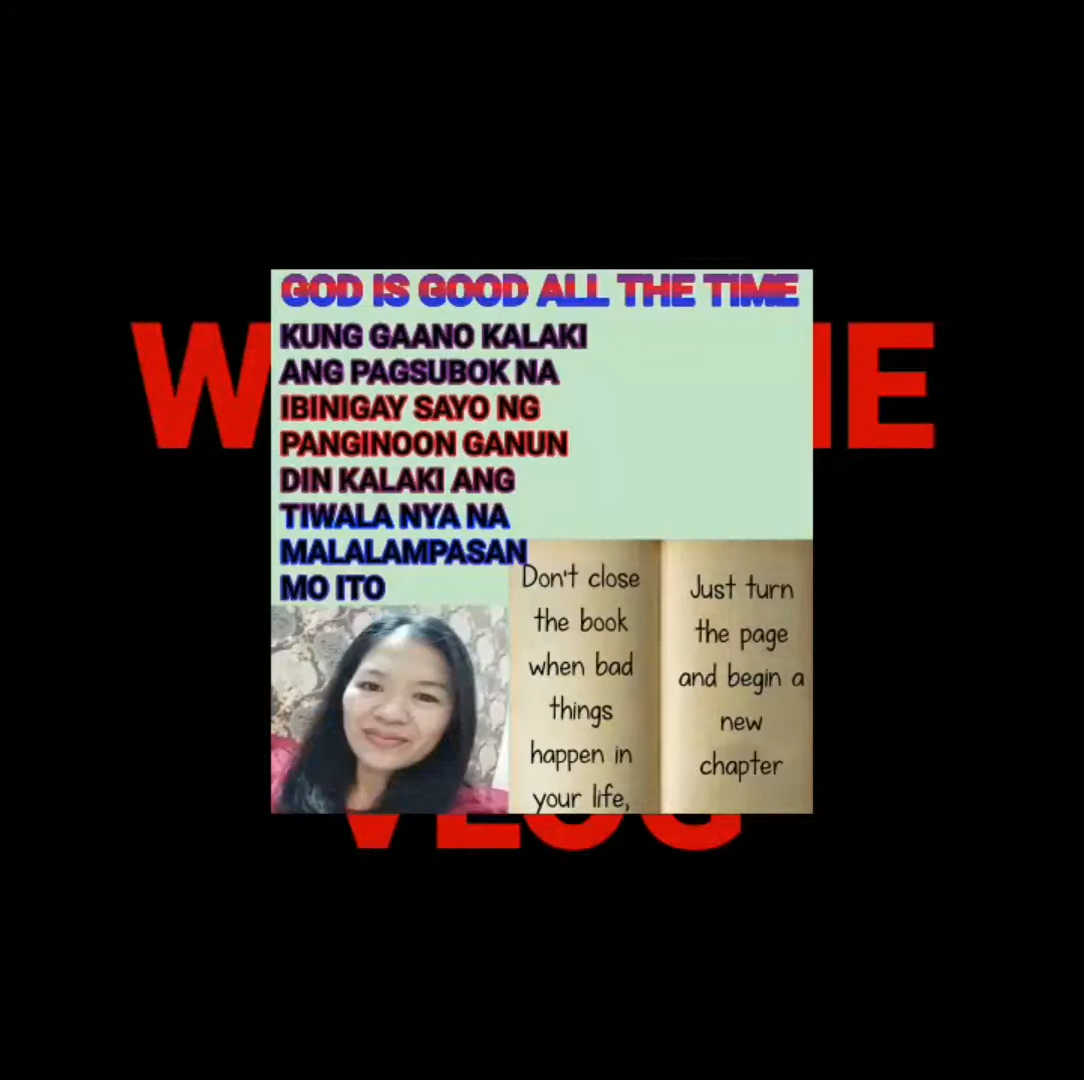 GOD IS GOOD ALL THE TIME
KUNG GAANO KALAKI
ANG PAGSUBOK NA
IBINIGAY SAYO NG
PANGINOON GANUN
DIN KALAKI ANG
TIWALA NYA NA
MALALAMPASAN
MO ITO
Don't close
the book
when bad
things
happen in
your life,
Just turn
the page
and begin a
new
chapter
VLOG